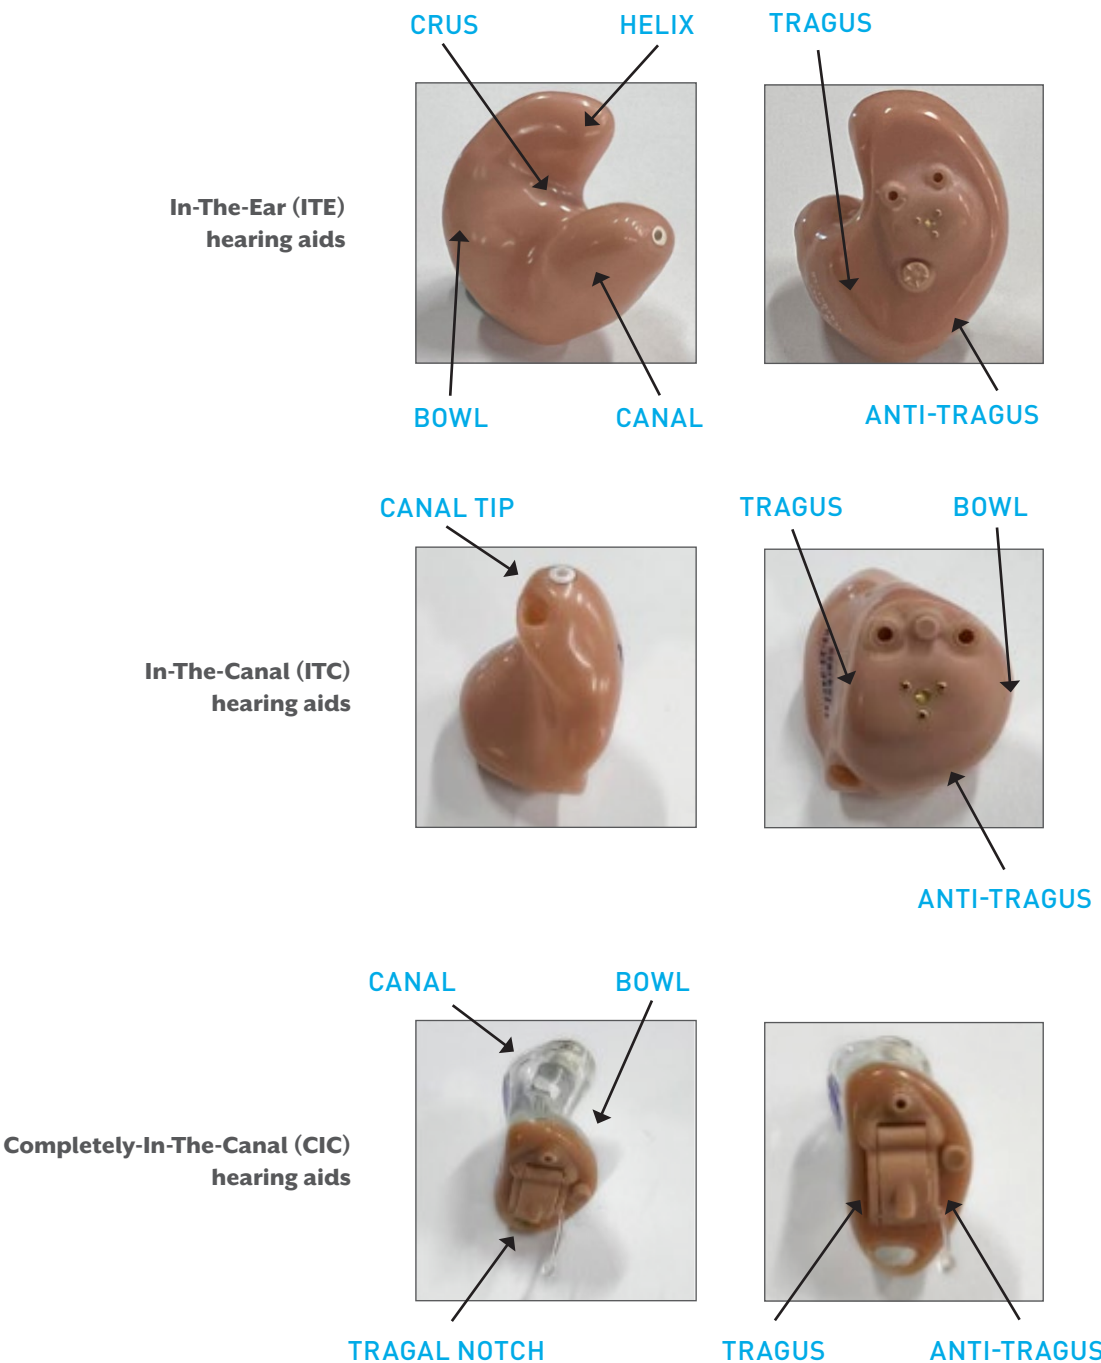 CRUS
HELIX
TRAGUS
In-The-Ear (ITE)
hearing aids
BOWL
CANAL
ANTI-TRAGUS
CANAL TIP
TRAGUS
BOWL
In-The-Canal (ITC)
hearing aids
ANTI-TRAGUS
CANAL
BOWL
Completely-In-The-Canal (CIC)
hearing aids
TRAGAL NOTCH
TRAGUS
ANTI-TRAGUS